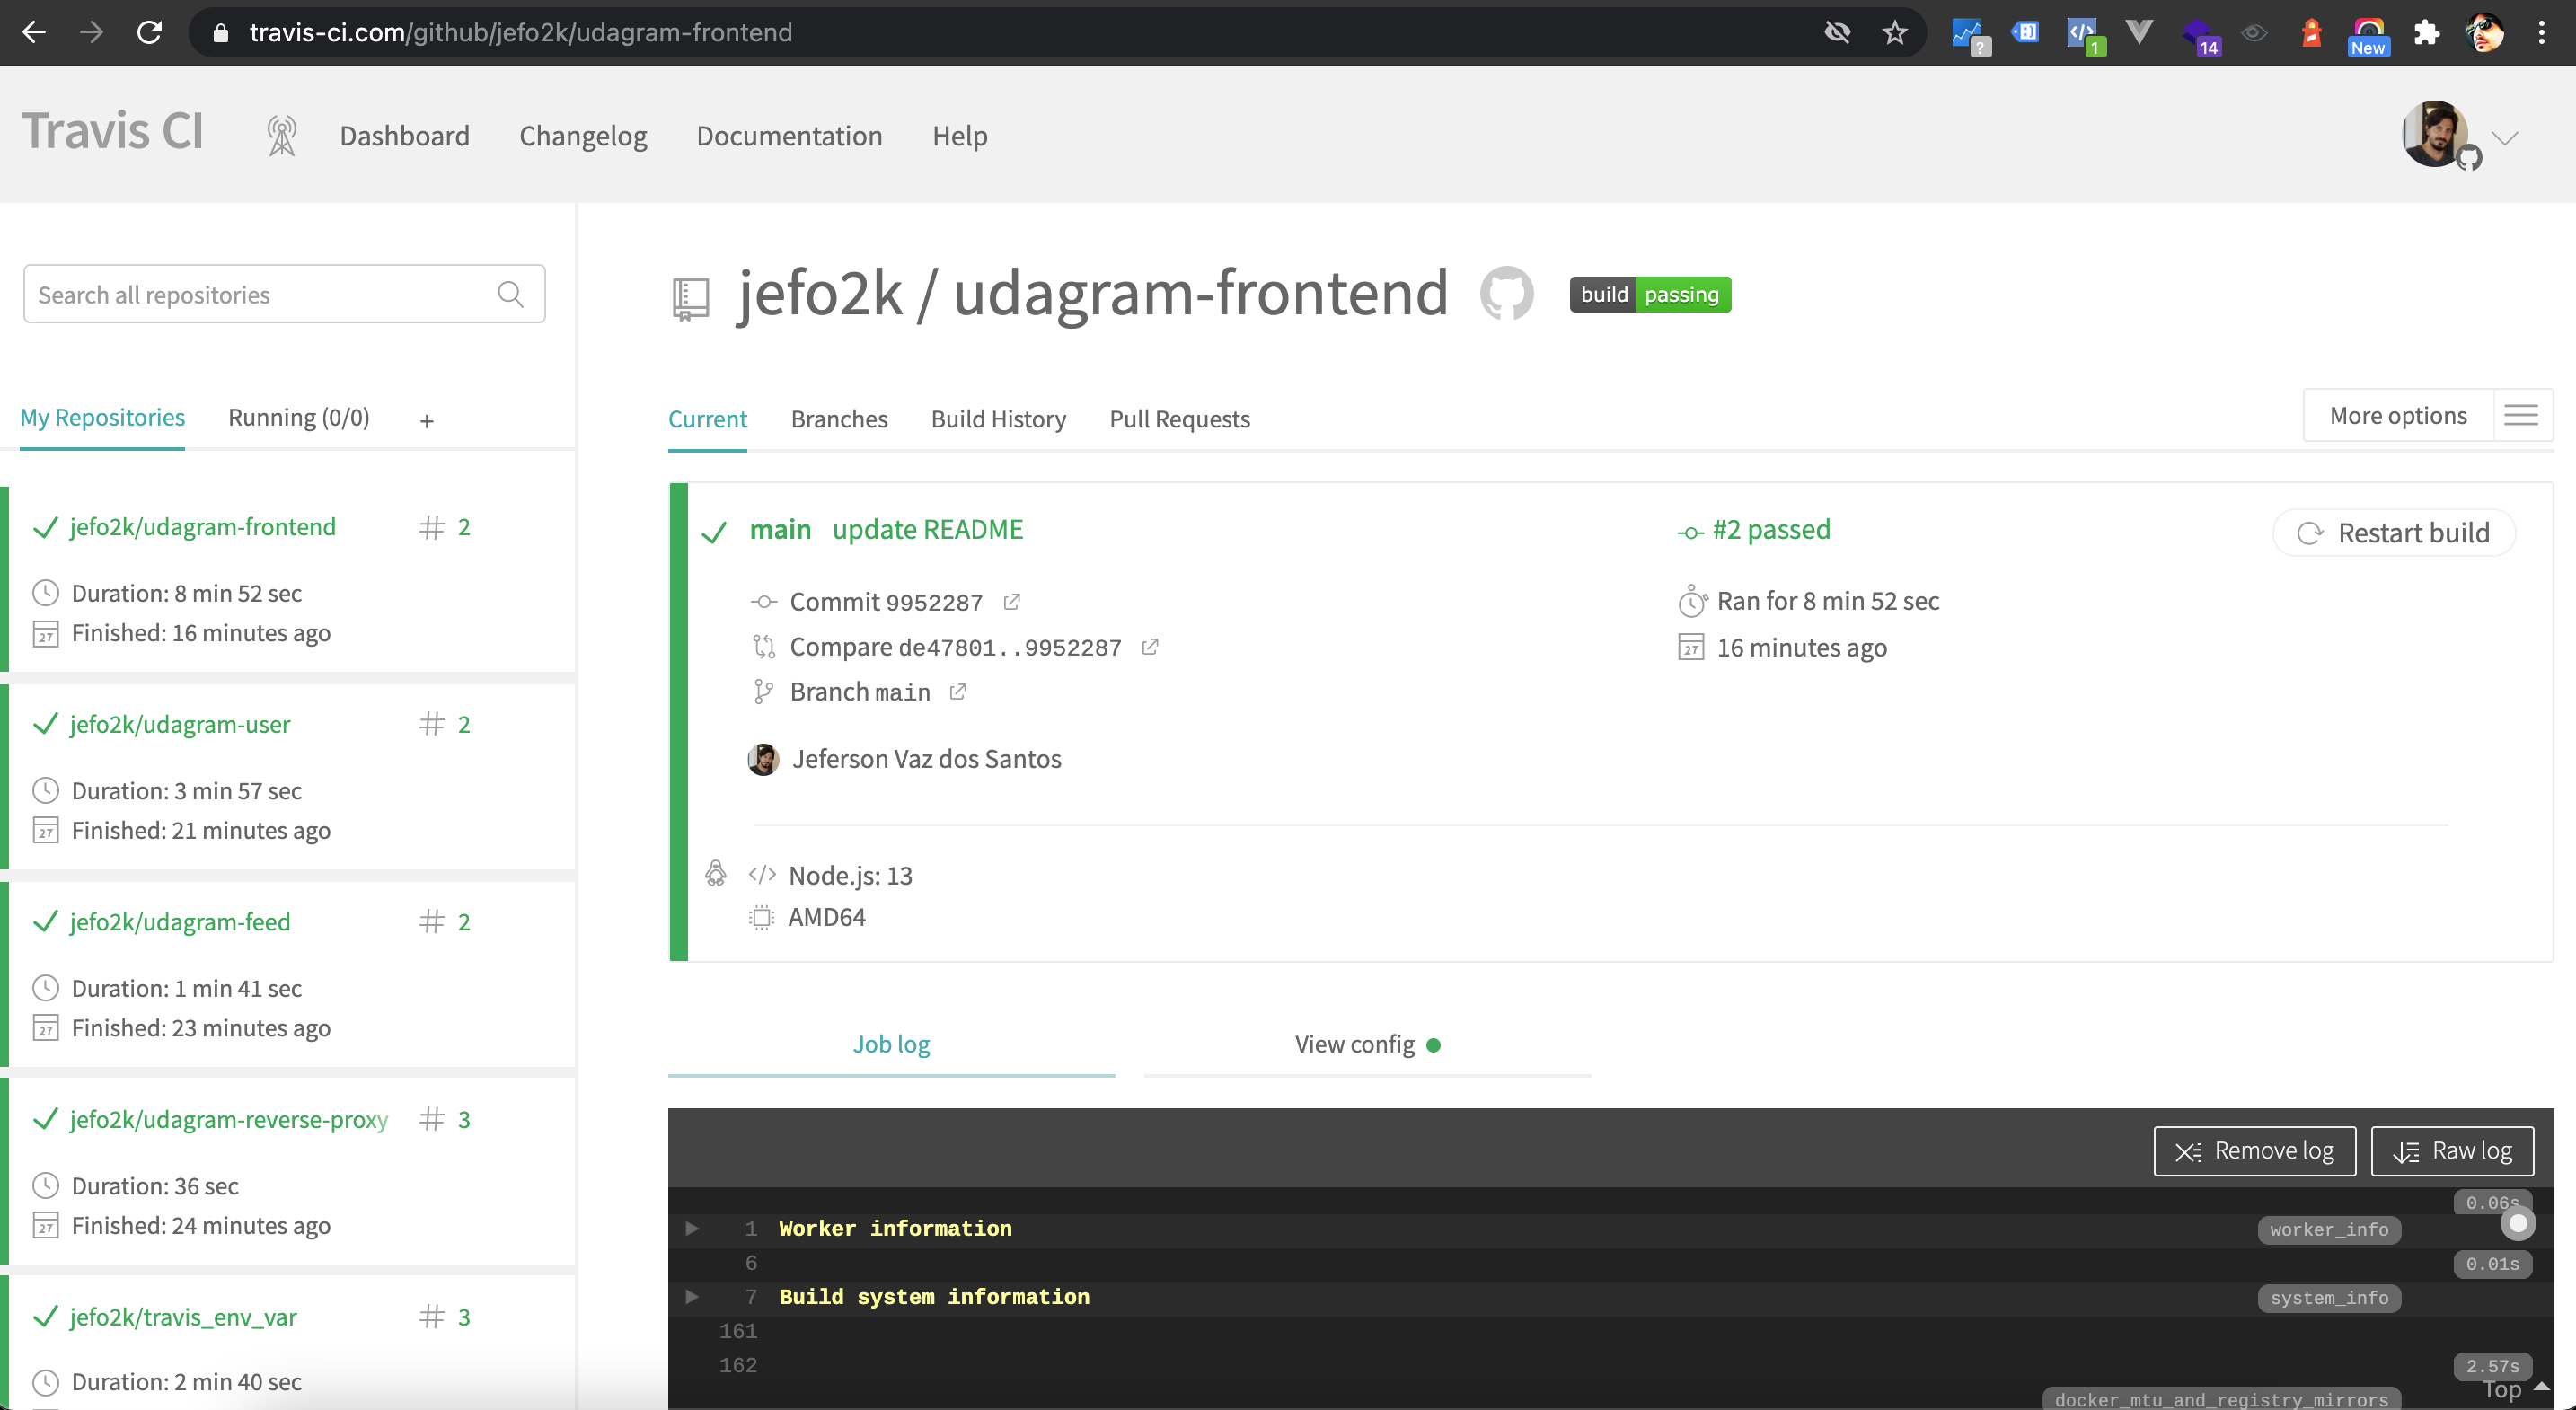 travis-ci.com/github/jefo2k/udagram-frontend
? 1 14 New
Travis CI Dashboard Changelog Documentation Help
Search all repositories
My Repositories Running (0/0) +
jefo2k/udagram-frontend # 2
Duration: 8 min 52 sec
27 Finished: 16 minutes ago
jefo2k/udagram-user # 2
Duration: 3 min 57 sec
27 Finished: 21 minutes ago
jefo2k/udagram-feed # 2
Duration: 1 min 41 sec
27 Finished: 23 minutes ago
jefo2k/udagram-reverse-proxy # 3
Duration: 36 sec
27 Finished: 24 minutes ago
jefo2k/travis_env_var # 3
Duration: 2 min 40 sec
jefo2k / udagram-frontend build passing
Current Branches Build History Pull Requests More options
main update README
Commit 9952287
Compare de47801..9952287
Branch main
Jeferson Vaz dos Santos
#2 passed
Ran for 8 min 52 sec
27 16 minutes ago
Restart build
</> Node.js: 13
AMD64
Job log View config
Remove log Raw log
0.06s
1 Worker information worker_info
6 0.01s
7 Build system information system_info
161
162 2.57s
docker_mtu_and_registry_mirrors Top